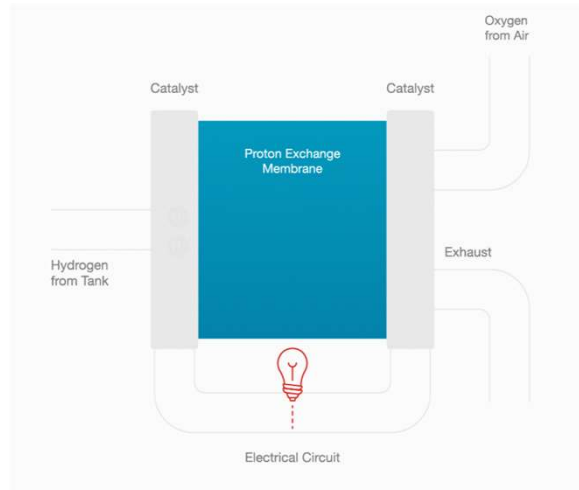 Oxygen
from Air
Catalyst
Catalyst
Proton Exchange
Membrane
Hydrogen
from Tank
Exhaust
Electrical Circuit